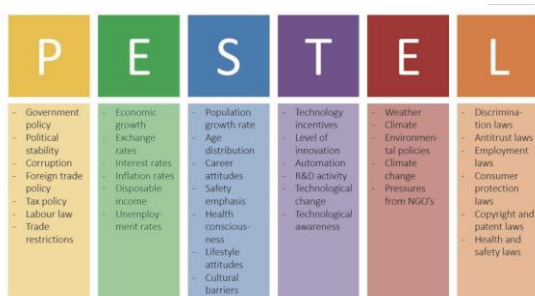 P
E
S
T
E
L
- Government
policy
- Political
stability
- Corruption
- Foreign trade
policy
- Tax policy
- Labour law
- Trade
restrictions
- Economic
growth
- Exchange
rates
- Interest rates
- Inflation rates
- Disposable
income
- Unemploy-
ment rates
- Population
growth rate
- Age
distribution
- Career
attitudes
- Safety
emphasis
- Health
conscious-
ness
- Lifestyle
attitudes
- Cultural
barriers
- Technology
incentives
- Level of
innovation
- Automation
- R&D activity
- Technological
change
- Technological
awareness
- Weather
- Climate
- Environmen-
tal policies
- Climate
change
- Pressures
from NGO's
- Discrimina-
tion laws
- Antitrust laws
- Employment
laws
- Consumer
protection
laws
- Copyright and
patent laws
- Health and
safety laws